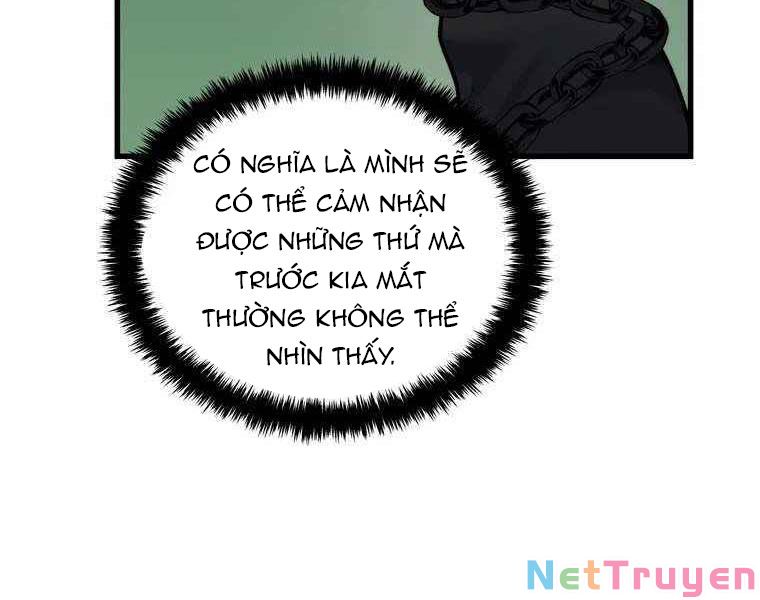 CÓ NGHĨA LÀ MÌNH SẼ
CÓ THỂ CẢM NHẬN
ĐƯỢC NHỮNG THỨ MÀ
TRƯỚC KIA MẮT
THƯỜNG KHÔNG THỂ
NHÌN THẤY.
NetTruyen